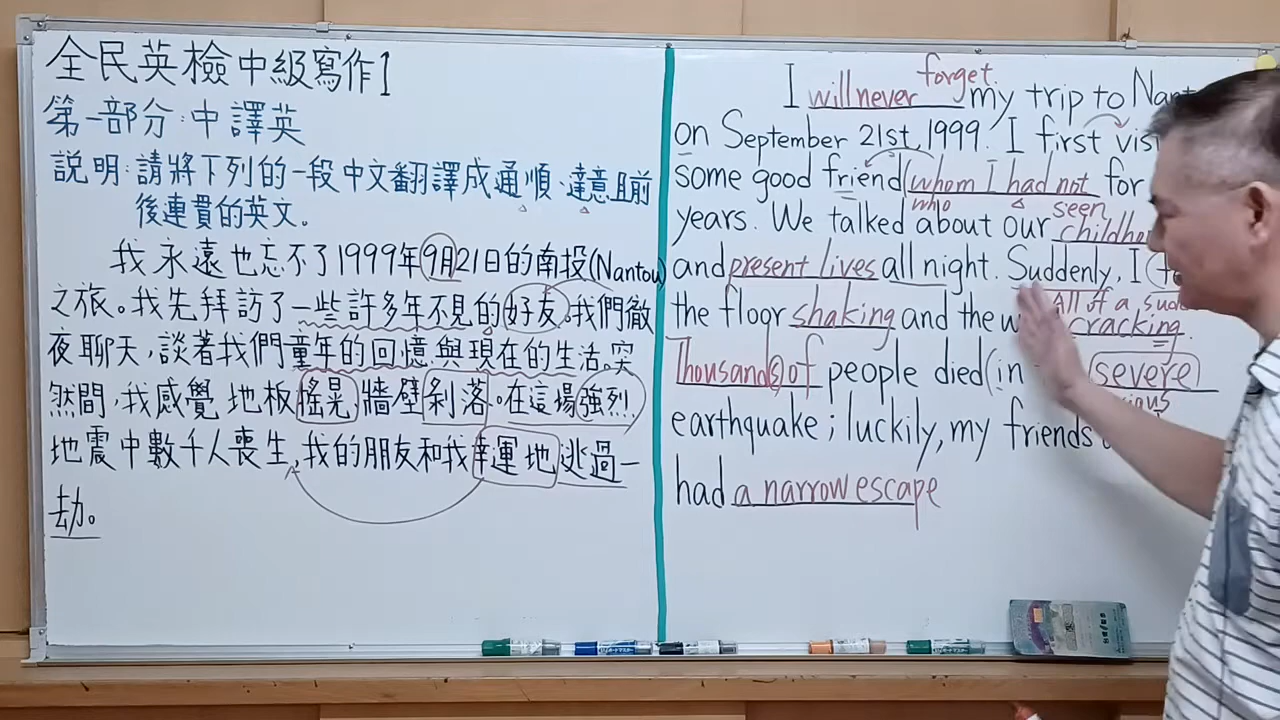 全民英檢中級寫作1
第一部分:中譯英
說明:請將下列的一段中文翻譯成通順、達意且前
後連貫的英文。
我永遠也忘不了1999年9月21日的南投(Nantou)
之旅。我先拜訪了一些許多年不見的好友。我們徹
夜聊天,談著我們童年的回憶與現在的生活。突
然間,我感覺地板搖晃牆壁剁落。在這場強烈
地震中數千人喪生,我的朋友和我幸運地逃過一
劫。
I will never forget my trip to
on September 21st, 1999. I first
some good friend (whom I had not seen for
who
years. We talked about our
and present lives all night. Suddenly, I
All of a
the floor shaking and the cracking.
Thousand(s) of people died (in severe
earthquake; luckily, my friends
had a narrow escape